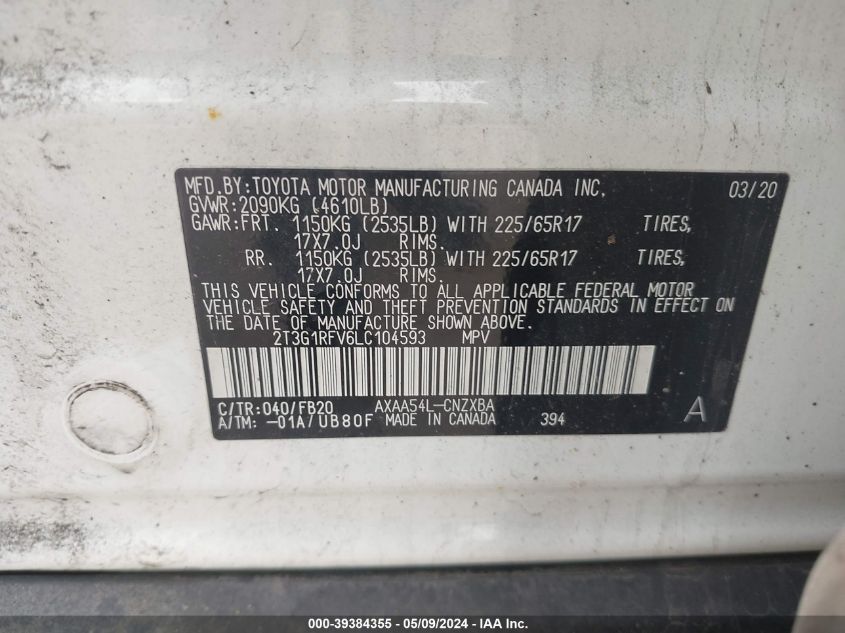 MFD.BY:TOYOTA MOTOR MANUFACTURING CANADA INC. 03/20
GVWR:2090KG (4610LB)
GAWR:FRT. 1150KG (2535LB) WITH 225/65R17 TIRES,
17X7.0J RIMS.
RR. 1150KG (2535LB) WITH 225/65R17 TIRES,
17X7.0J RIMS.
THIS VEHICLE CONFORMS TO ALL APPLICABLE FEDERAL MOTOR
VEHICLE SAFETY AND THEFT PREVENTION STANDARDS IN EFFECT ON
THE DATE OF MANUFACTURE SHOWN ABOVE.
2T3G1RFV6LC104593 MPV
C/TR:040/FB20 AXAA54L-CNZXBA A
A/TM: -01A/UB80F MADE IN CANADA 394
000-39384355 - 05/09/2024 - IAA Inc.